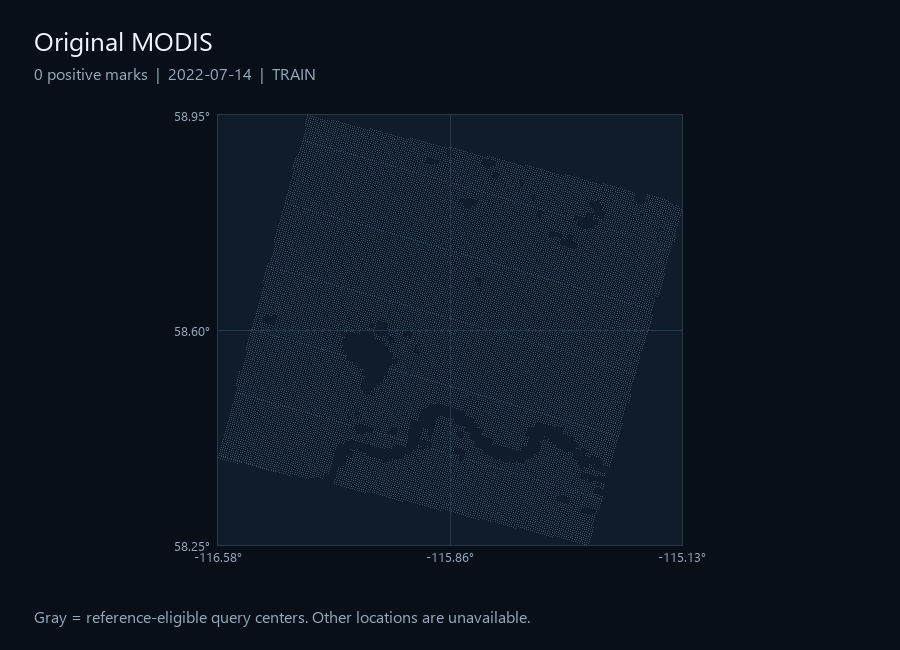 Original MODIS
0 positive marks | 2022-07-14 | TRAIN
58.95°
58.60°
58.25°
-116.58°
-115.86°
-115.13°
Gray = reference-eligible query centers. Other locations are unavailable.